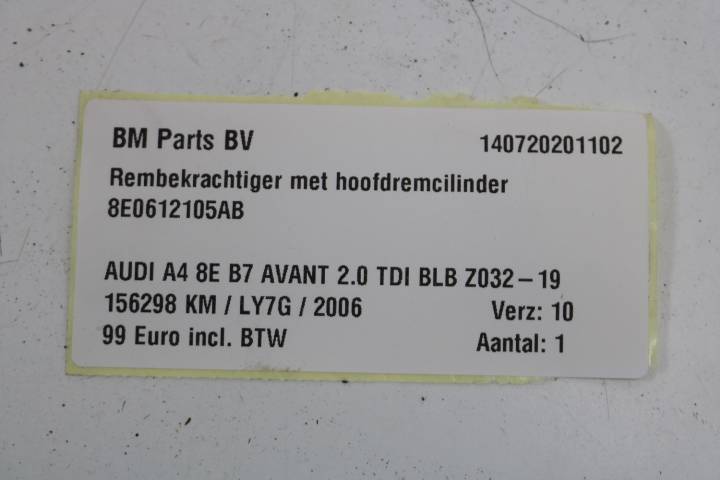 BM Parts BV 140720201102
Rembekrachtiger met hoofdremcilinder
8E0612105AB
AUDI A4 8E B7 AVANT 2.0 TDI BLB Z032-19
156298 KM / LY7G / 2006 Verz: 10
99 Euro incl. BTW Aantal: 1